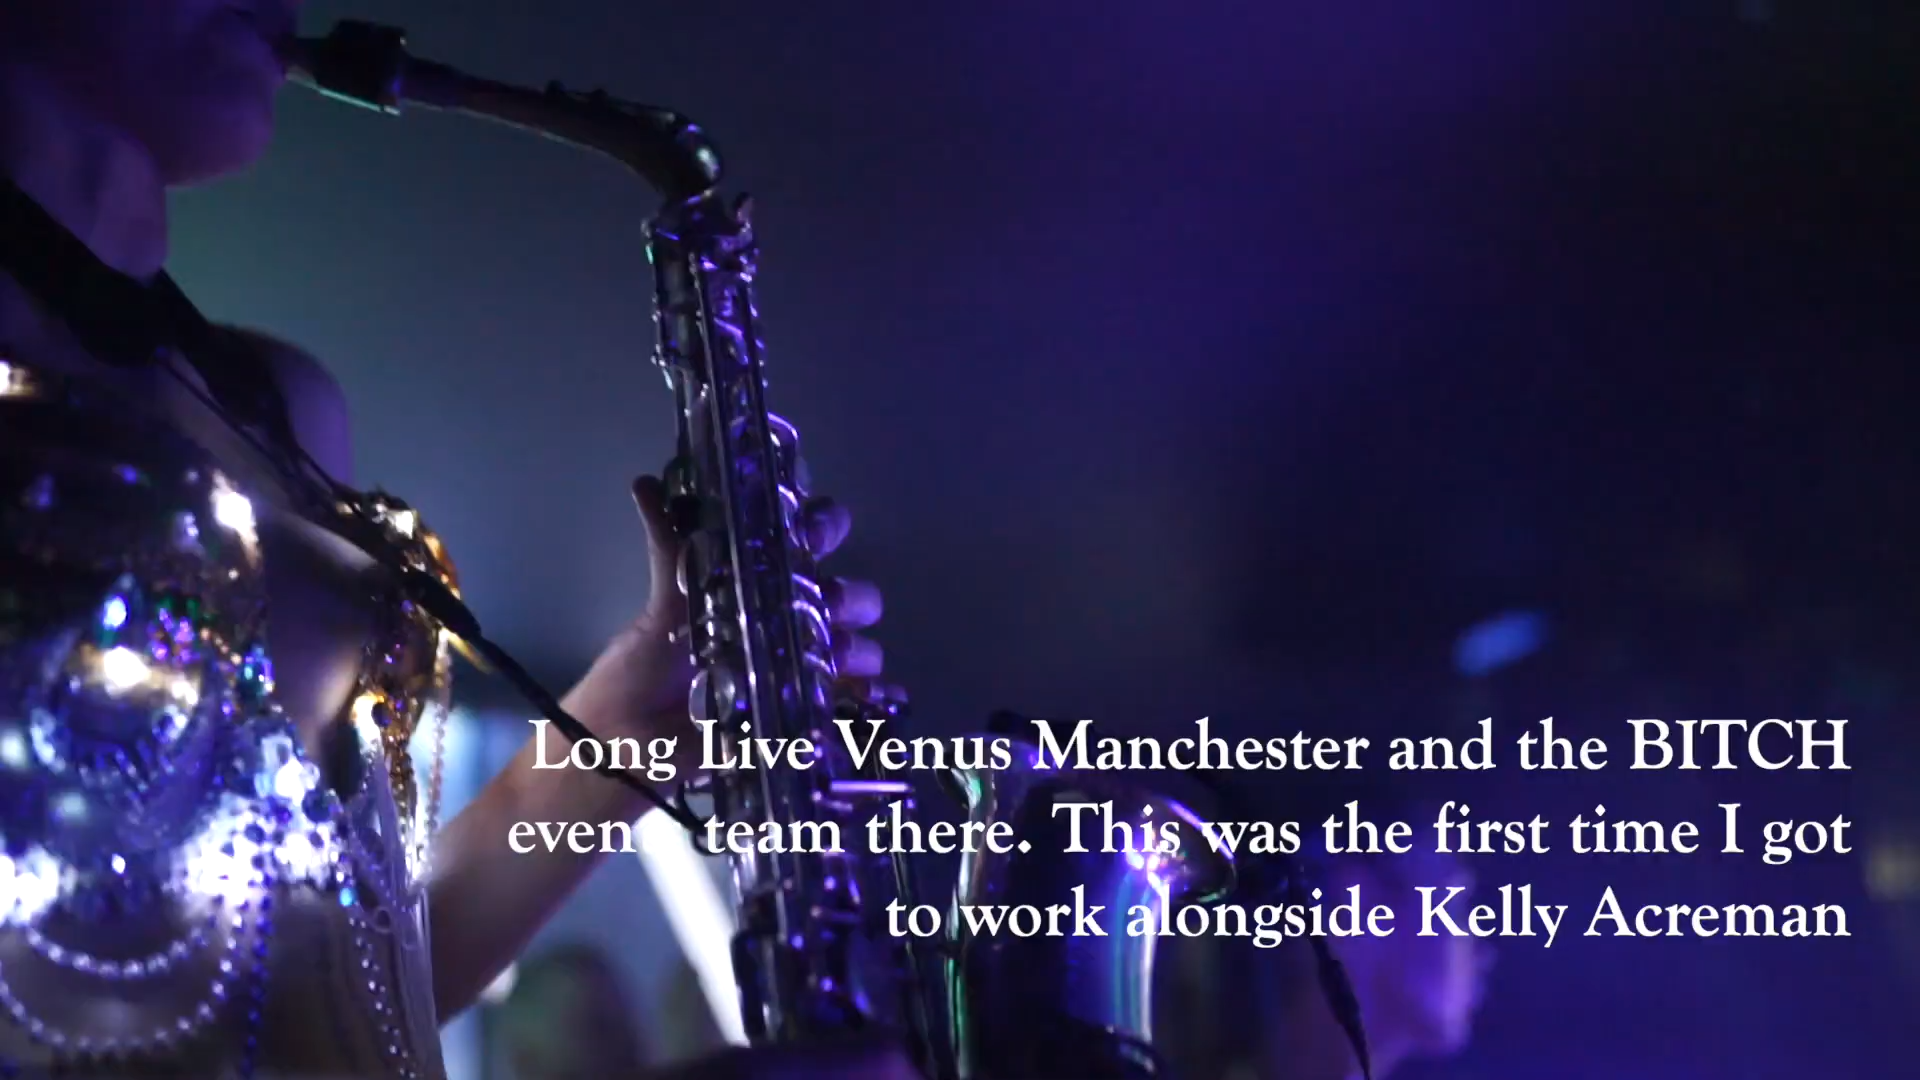 Long Live Venus Manchester and the BITCH
even team there. This was the first time I got
to work alongside Kelly Acreman